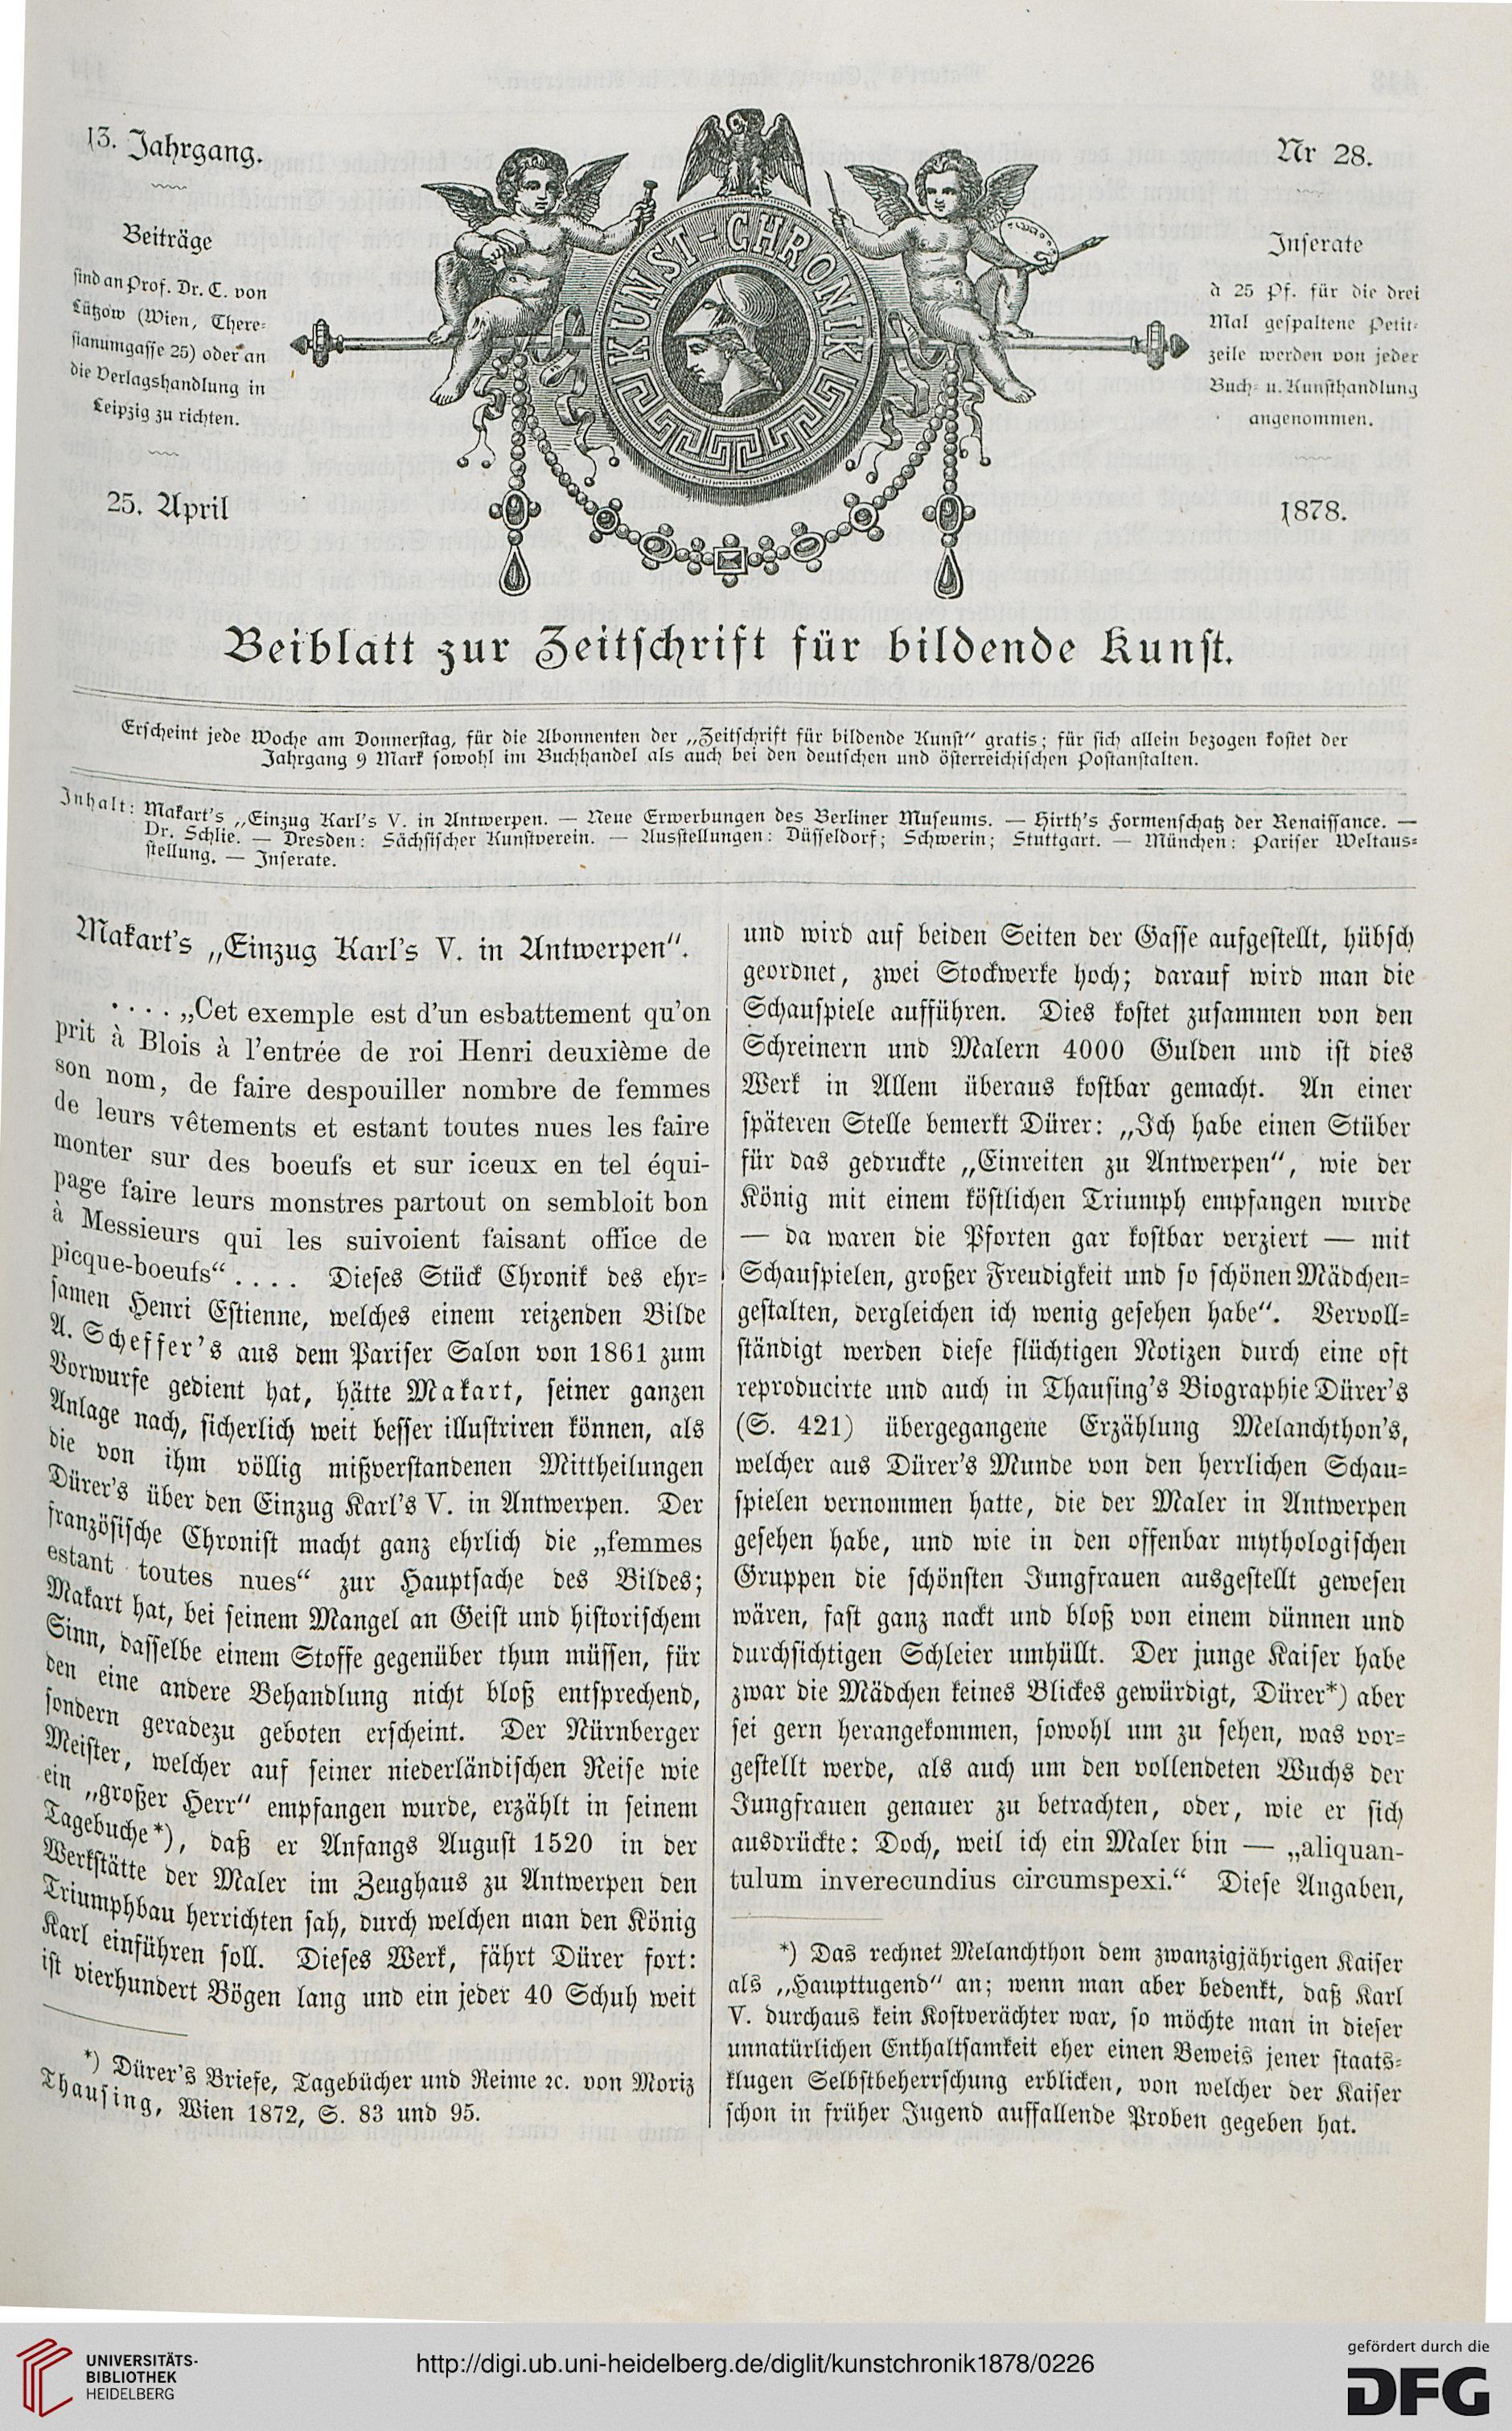 13. Jahrgang.
Beiträge
sind an Prof. Dr. C. von
Lützow (Wien, There-
sianumgasse 25) oder an
die Verlagshandlung in
Leipzig zu richten.
25. April
KUNST-CHRONIK
Nr 28.
Inserate
à 25 Pf. für die drei
Mal gespaltene Petit-
zeile werden von jeder
Buch- u. Kunsthandlung
angenommen.
1878.
Beiblatt zur Zeitschrift für bildende Kunst.
Erscheint jede Woche am Donnerstag, für die Abonnenten der „Zeitschrift für bildende Kunst“ gratis; für sich allein bezogen kostet der
Jahrgang 9 Mark sowohl im Buchhandel als auch bei den deutschen und österreichischen Postanstalten.
Inhalt: Makart's „Einzug Karl's V. in Antwerpen. — Neue Erwerbungen des Berliner Museums. — Hirth's Formenschatz der Renaissance. —
Dr. Schlie. — Dresden: Sächsischer Kunstverein. — Ausstellungen: Düsseldorf; Schwerin; Stuttgart. — München: Pariser Weltaus-
stellung. — Inserate.
Makart's „Einzug Karl's V. in Antwerpen“.
. . . . „Cet exemple est d'un esbattement qu'on
prit à Blois à l'entrée de roi Henri deuxième de
son nom, de faire despouiller nombre de femmes
de leurs vêtements et estant toutes nues les faire
monter sur des boeufs et sur iceux en tel équi-
page faire leurs monstres partout on sembloit bon
à Messieurs qui les suivoient faisant office de
picque-boeufs“ . . . . Dieses Stück Chronik des ehr-
samen Henri Estienne, welches einem reizenden Bilde
A. Scheffer's aus dem Pariser Salon von 1861 zum
Vorwurfe gedient hat, hätte Makart, seiner ganzen
Anlage nach, sicherlich weit besser illustriren können, als
die von ihm völlig mißverstandenen Mittheilungen
Dürer's über den Einzug Karl's V. in Antwerpen. Der
französische Chronist macht ganz ehrlich die „femmes
estant toutes nues“ zur Hauptsache des Bildes;
Makart hat, bei seinem Mangel an Geist und historischem
Sinn, dasselbe einem Stoffe gegenüber thun müssen, für
den eine andere Behandlung nicht bloß entsprechend,
sondern geradezu geboten erscheint. Der Nürnberger
Meister, welcher auf seiner niederländischen Reise wie
ein „großer Herr“ empfangen wurde, erzählt in seinem
Tagebuche*), daß er Anfangs August 1520 in der
Werkstätte der Maler im Zeughaus zu Antwerpen den
Triumphbau herrichten sah, durch welchen man den König
Karl einführen soll. Dieses Werk, fährt Dürer fort:
ist vierhundert Bögen lang und ein jeder 40 Schuh weit
*) Dürer's Briefe, Tagebücher und Reime ꝛc. von Moriz
Thausing, Wien 1872, S. 83 und 95.
und wird auf beiden Seiten der Gasse aufgestellt, hübsch
geordnet, zwei Stockwerke hoch; darauf wird man die
Schauspiele aufführen. Dies kostet zusammen von den
Schreinern und Malern 4000 Gulden und ist dies
Werk in Allem überaus kostbar gemacht. An einer
späteren Stelle bemerkt Dürer: „Ich habe einen Stüber
für das gedruckte „Einreiten zu Antwerpen“, wie der
König mit einem köstlichen Triumph empfangen wurde
— da waren die Pforten gar kostbar verziert — mit
Schauspielen, großer Freudigkeit und so schönen Mädchen-
gestalten, dergleichen ich wenig gesehen habe“. Vervoll-
ständigt werden diese flüchtigen Notizen durch eine oft
reproducirte und auch in Thausing's Biographie Dürer's
(S. 421) übergegangene Erzählung Melanchthon's,
welcher aus Dürer's Munde von den herrlichen Schau-
spielen vernommen hatte, die der Maler in Antwerpen
gesehen habe, und wie in den offenbar mythologischen
Gruppen die schönsten Jungfrauen ausgestellt gewesen
wären, fast ganz nackt und bloß von einem dünnen und
durchsichtigen Schleier umhüllt. Der junge Kaiser habe
zwar die Mädchen keines Blickes gewürdigt, Dürer*) aber
sei gern herangekommen, sowohl um zu sehen, was vor-
gestellt werde, als auch um den vollendeten Wuchs der
Jungfrauen genauer zu betrachten, oder, wie er sich
ausdrückte: Doch, weil ich ein Maler bin — „aliquan-
tulum inverecundius circumspexi.“ Diese Angaben,
*) Das rechnet Melanchthon dem zwanzigjährigen Kaiser
als „Haupttugend“ an; wenn man aber bedenkt, daß Karl
V. durchaus kein Kostverächter war, so möchte man in dieser
unnatürlichen Enthaltsamkeit eher einen Beweis jener staats-
klugen Selbstbeherrschung erblicken, von welcher der Kaiser
schon in früher Jugend auffallende Proben gegeben hat.
UNIVERSITÄTS-
BIBLIOTHEK
HEIDELBERG
http://digi.ub.uni-heidelberg.de/diglit/kunstchronik1878/0226
gefördert durch die
DFG